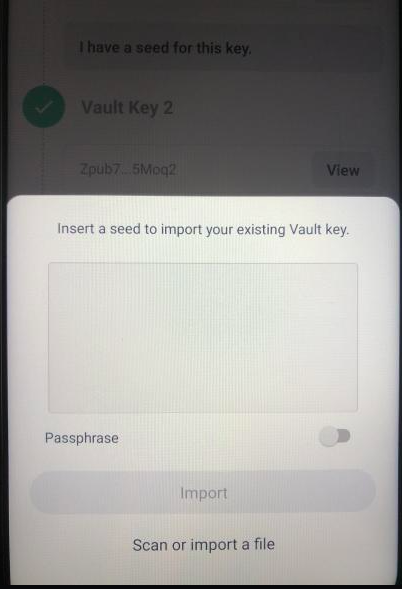 I have a seed for this key.
Vault Key 2
Zpub7...5Moq2
View
Insert a seed to import your existing Vault key.
Passphrase
Import
Scan or import a file